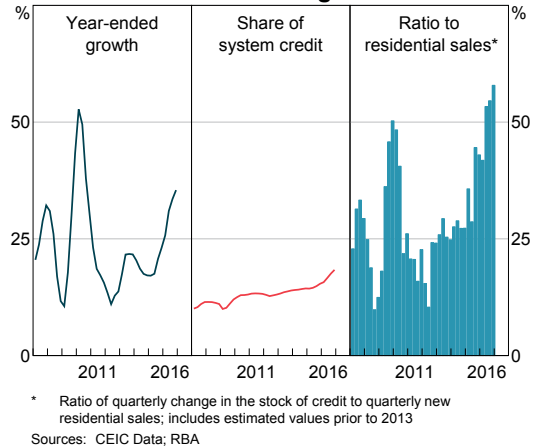 %
Year-ended
growth
Share of
system credit
Ratio to
residential sales*
%
50
50
25
25
0
0
2011
2016
2011
2016
2011
2016
* Ratio of quarterly change in the stock of credit to quarterly new
residential sales; includes estimated values prior to 2013
Sources: CEIC Data; RBA